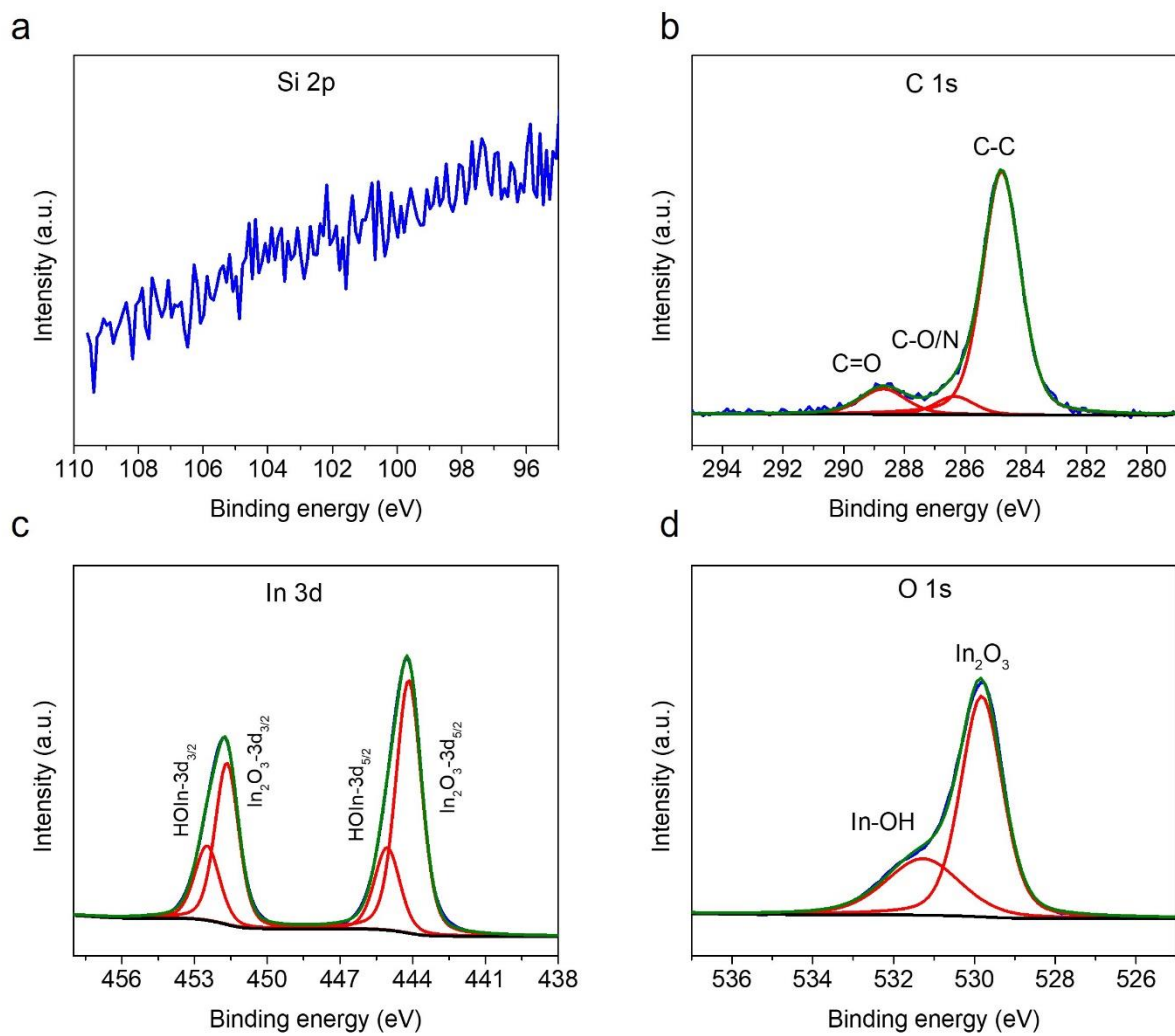 a
Si 2p
Intensity (a.u.)
110 108 106 104 102 100 98 96
Binding energy (eV)
b
C 1s
C-C
C-O/N
C=O
Intensity (a.u.)
294 292 290 288 286 284 282 280
Binding energy (eV)
c
In 3d
HOIn-3d3/2
In2O3-3d3/2
HOIn-3d5/2
In2O3-3d5/2
Intensity (a.u.)
456 453 450 447 444 441 438
Binding energy (eV)
d
O 1s
In2O3
In-OH
Intensity (a.u.)
536 534 532 530 528 526
Binding energy (eV)